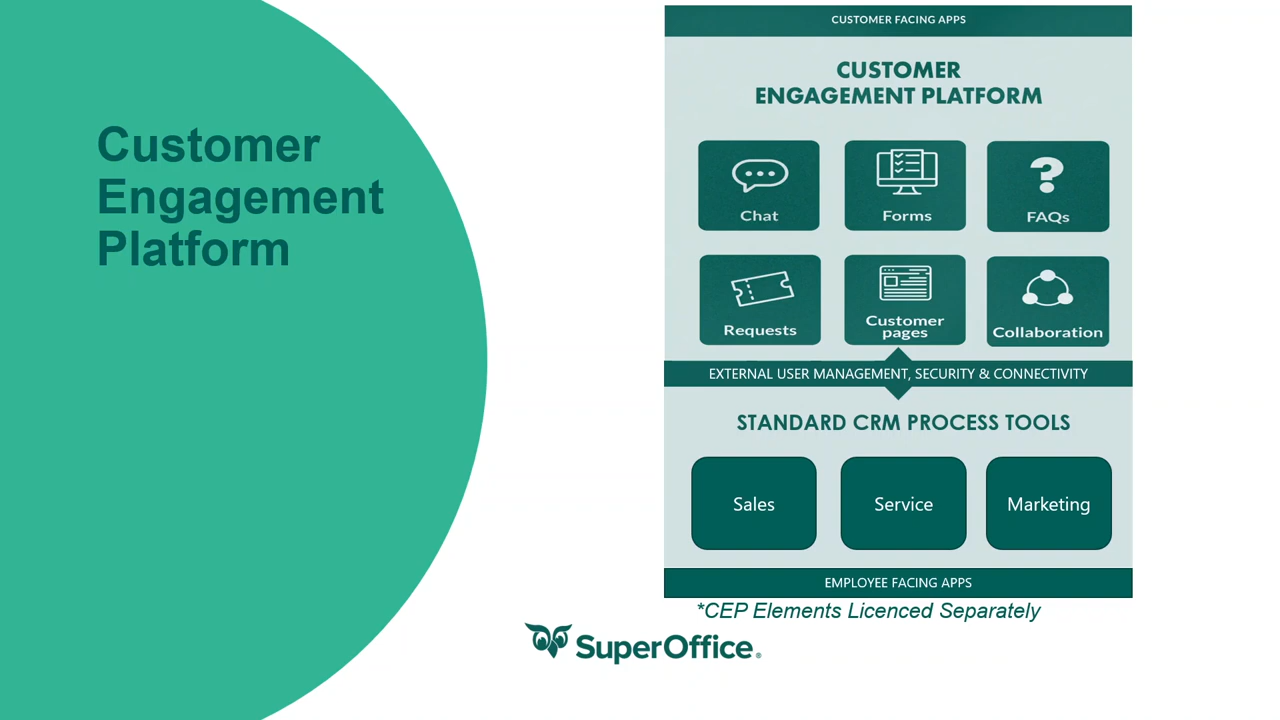 Customer
Engagement
Platform
CUSTOMER FACING APPS
CUSTOMER
ENGAGEMENT PLATFORM
Chat
Forms
FAQs
Requests
Customer
pages
Collaboration
EXTERNAL USER MANAGEMENT, SECURITY & CONNECTIVITY
STANDARD CRM PROCESS TOOLS
Sales
Service
Marketing
EMPLOYEE FACING APPS
*CEP Elements Licenced Separately
SuperOffice®